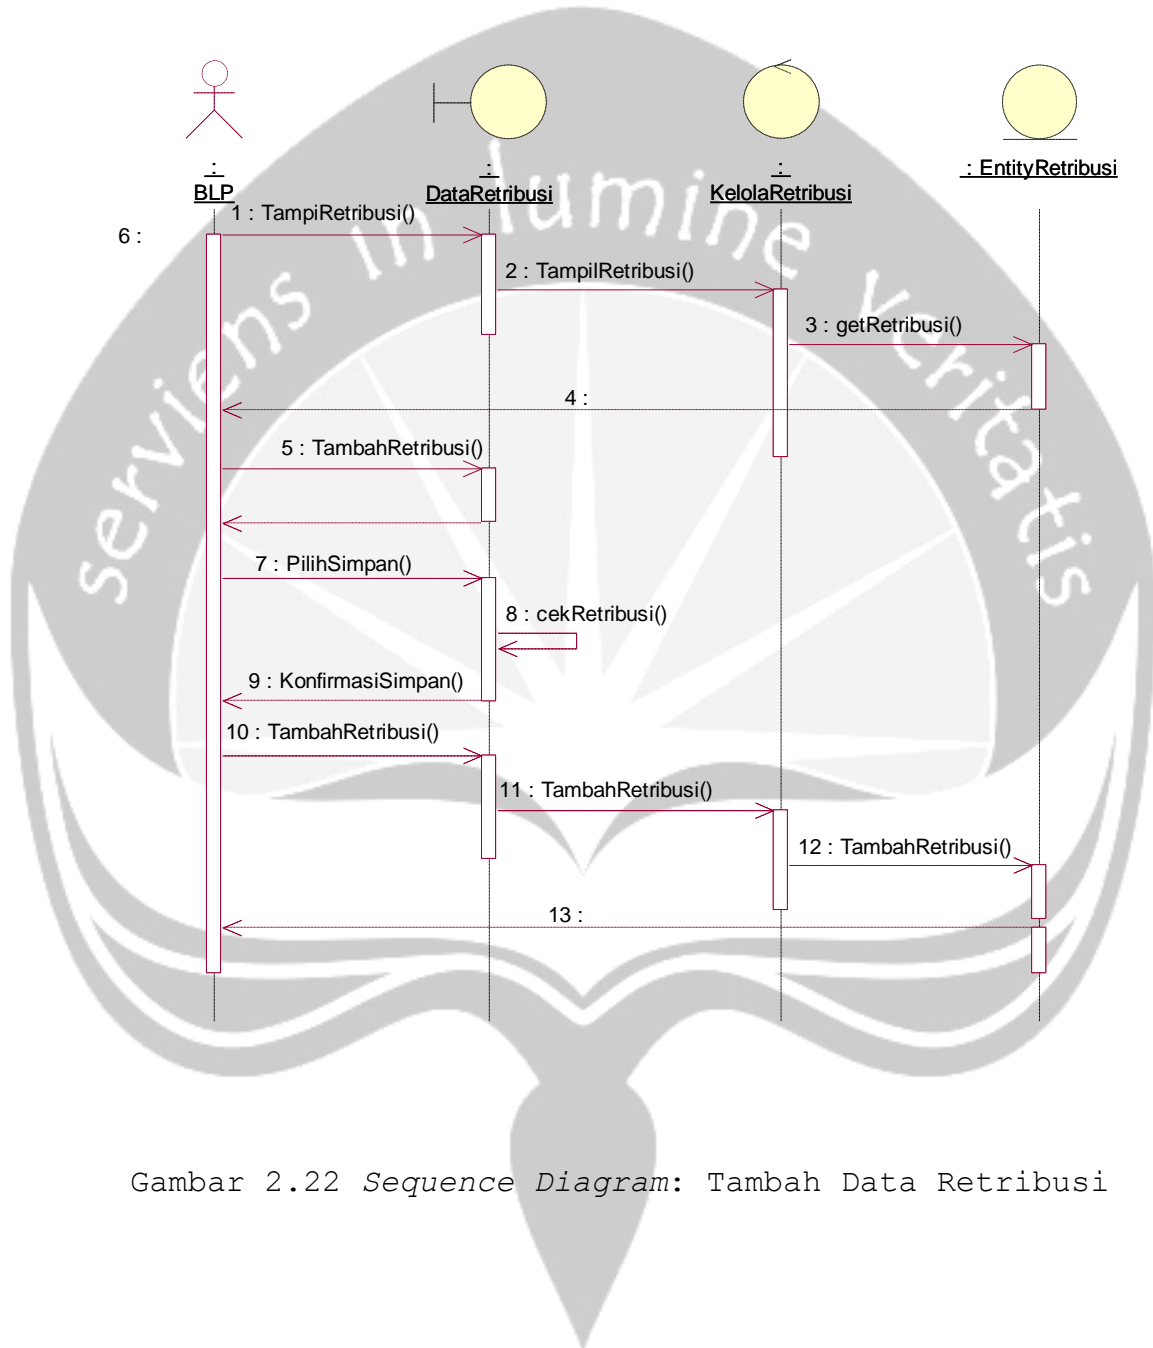 :
BLP
:
DataRetribusi
:
KelolaRetribusi
: EntityRetribusi
1 : TampiRetribusi()
6 :
2 : TampilRetribusi()
3 : getRetribusi()
4 :
5 : TambahRetribusi()
7 : PilihSimpan()
8 : cekRetribusi()
9 : KonfirmasiSimpan()
10 : TambahRetribusi()
11 : TambahRetribusi()
12 : TambahRetribusi()
13 :
serviens in lumine veritatis
Gambar 2.22 Sequence Diagram: Tambah Data Retribusi